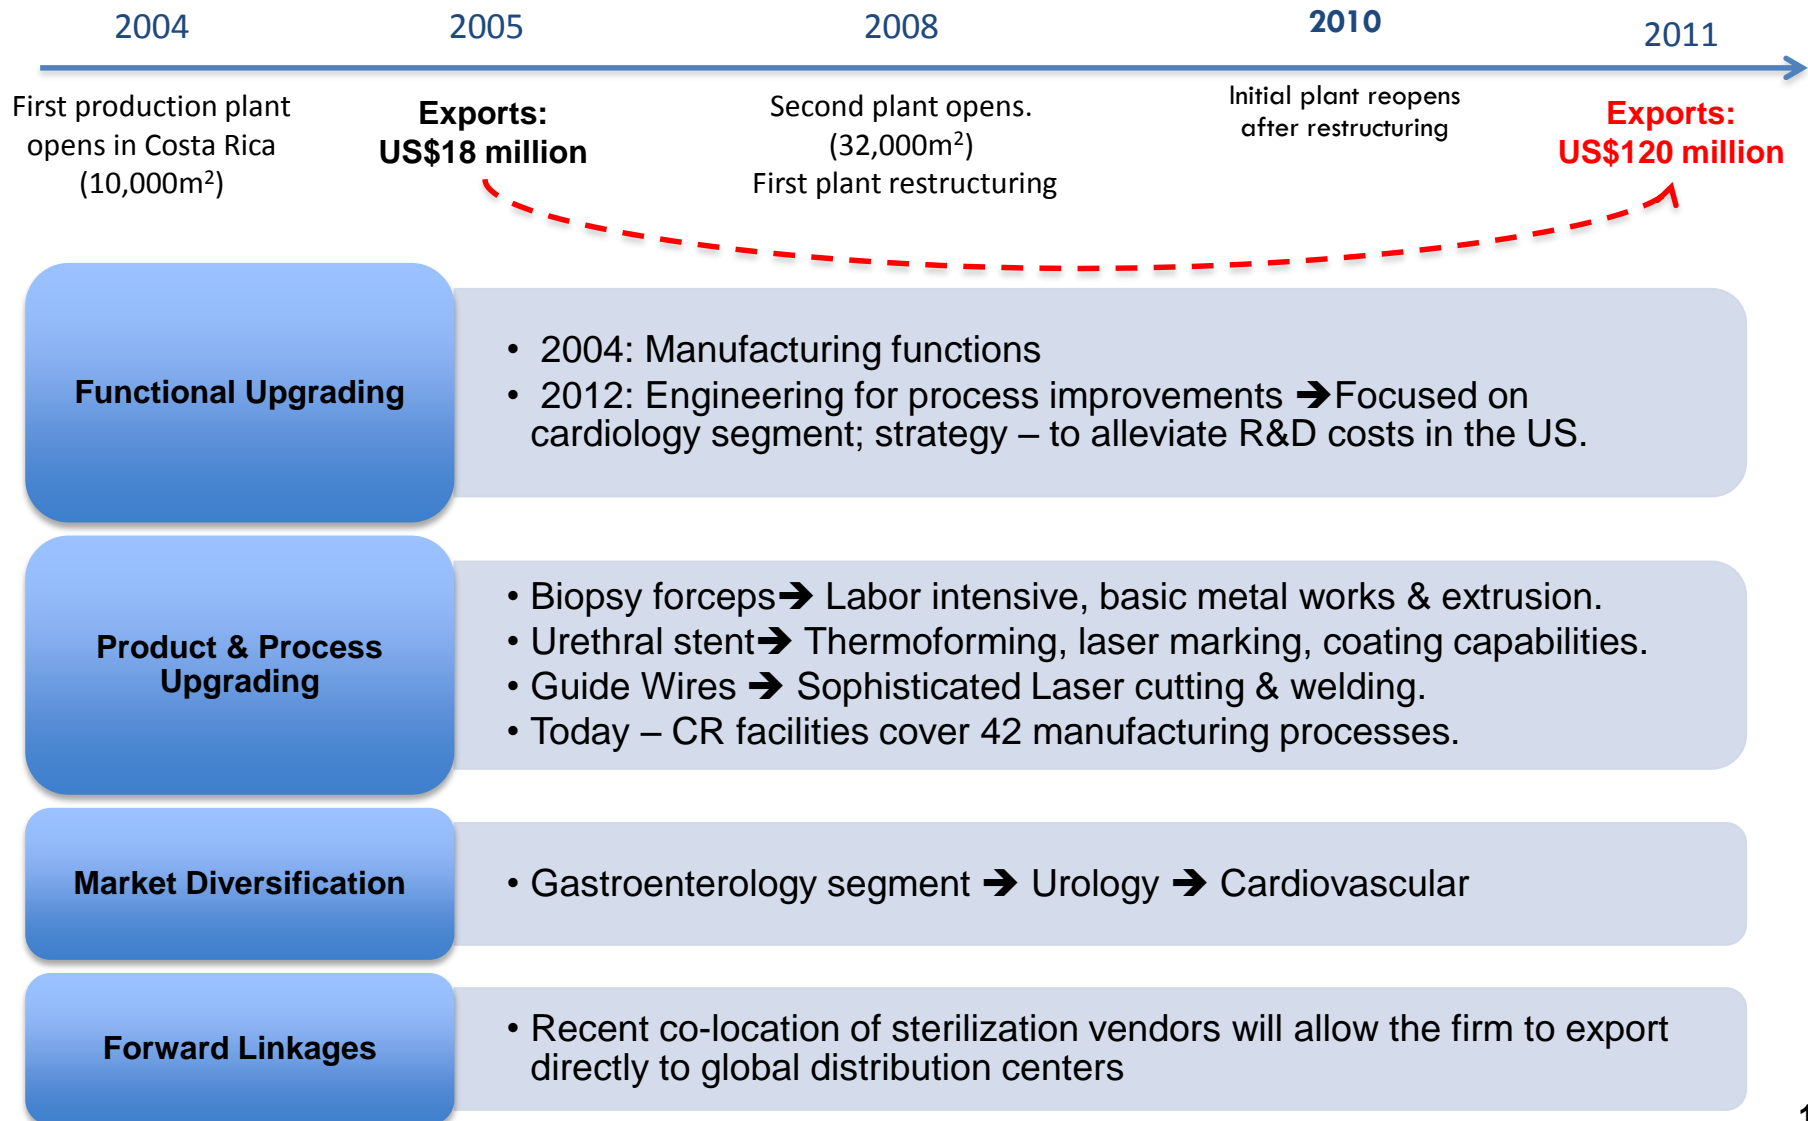 2004
2005
2008
2010
2011
First production plant
opens in Costa Rica
(10,000m²)
Exports:
US$18 million
Second plant opens.
(32,000m²)
First plant restructuring
Initial plant reopens
after restructuring
Exports:
US$120 million
Functional Upgrading
• 2004: Manufacturing functions
• 2012: Engineering for process improvements ➔Focused on
cardiology segment; strategy – to alleviate R&D costs in the US.
Product & Process
Upgrading
• Biopsy forceps➔ Labor intensive, basic metal works & extrusion.
• Urethral stent➔ Thermoforming, laser marking, coating capabilities.
• Guide Wires ➔ Sophisticated Laser cutting & welding.
• Today – CR facilities cover 42 manufacturing processes.
Market Diversification
• Gastroenterology segment ➔ Urology ➔ Cardiovascular
Forward Linkages
• Recent co-location of sterilization vendors will allow the firm to export
directly to global distribution centers